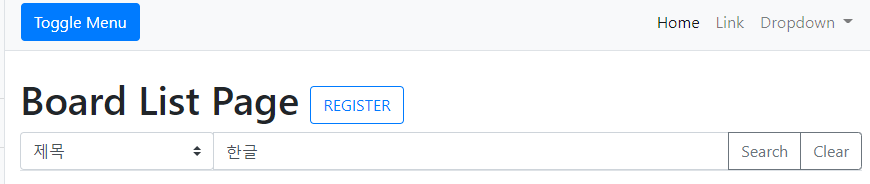 Toggle Menu Home Link Dropdown
Board List Page REGISTER
제목 한글 Search Clear